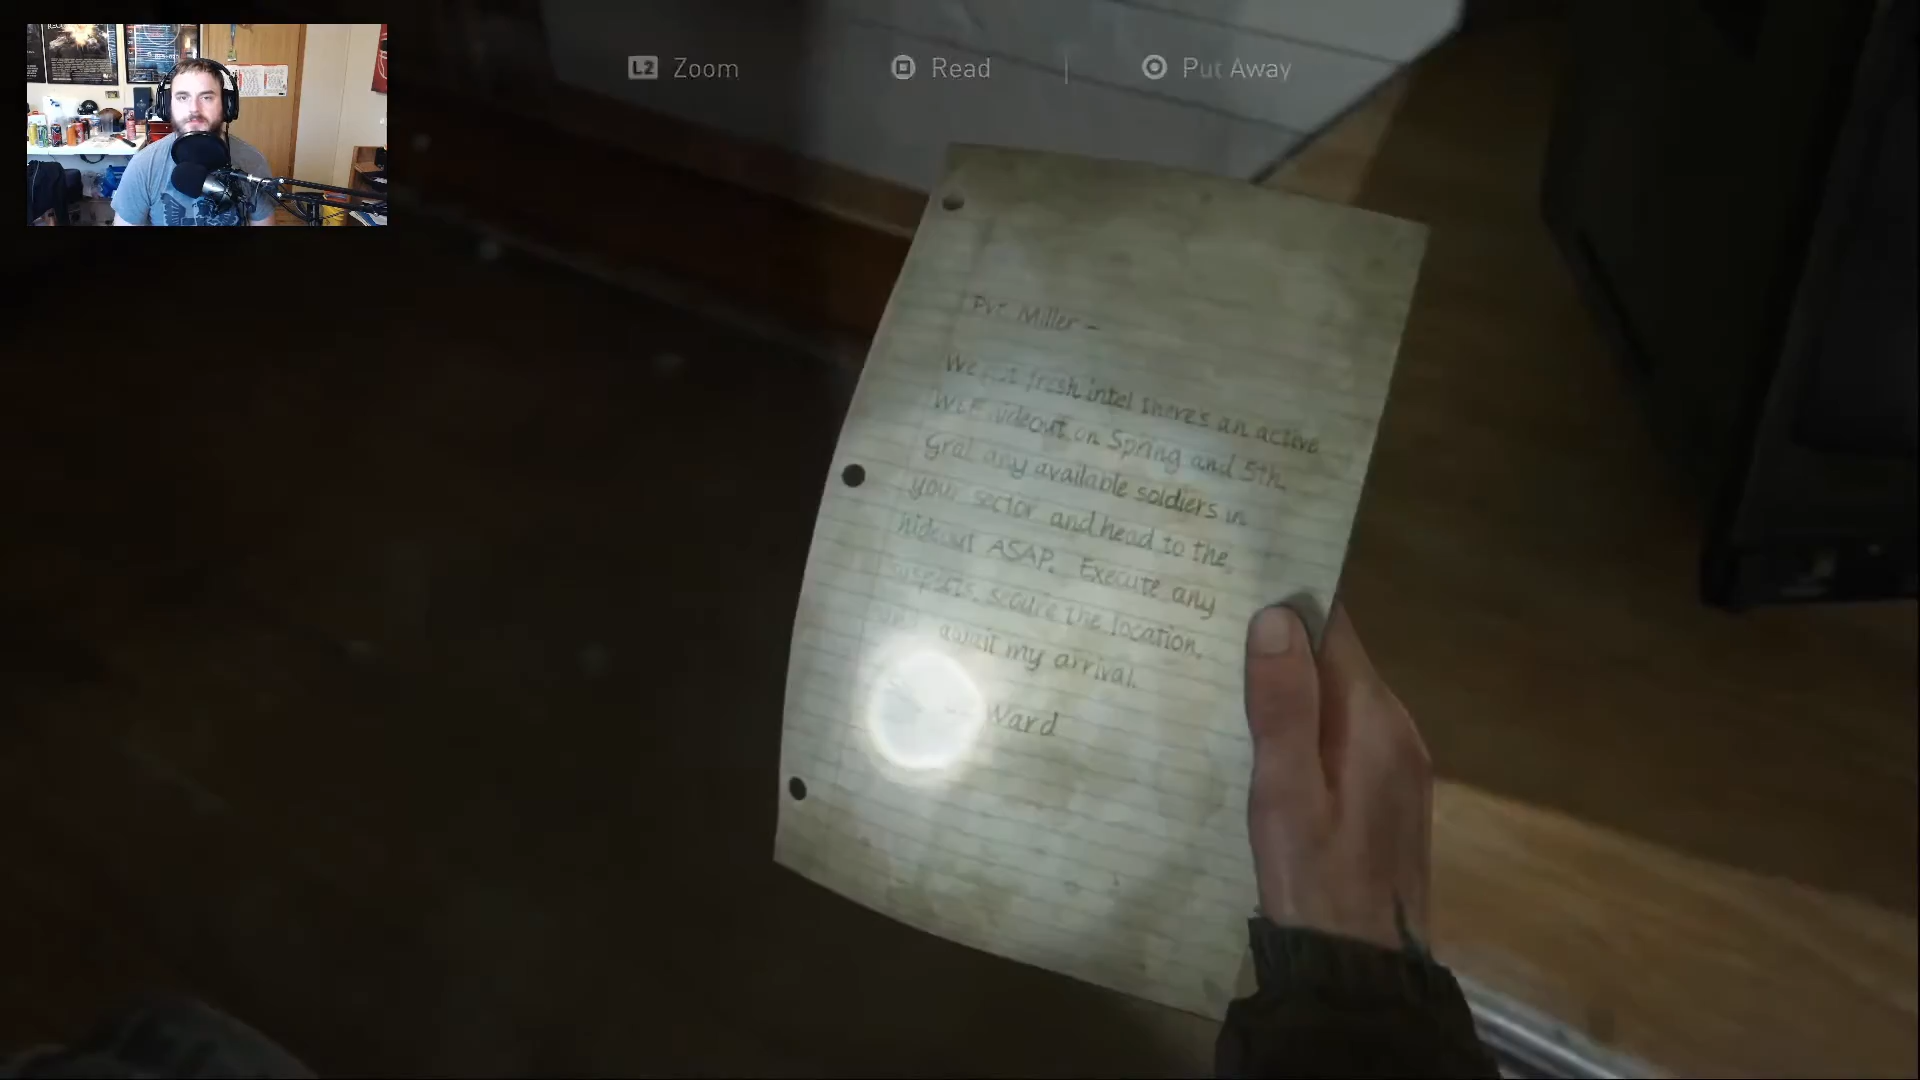 L2 Zoom
Read | Put Away
Pvt Miller -
We got fresh intel there's an active
WLF hideout on Spring and 5th.
Grab any available soldiers in
your sector and head to the
hideout ASAP. Execute any
suspects, secure the location,
and await my arrival.
Ward